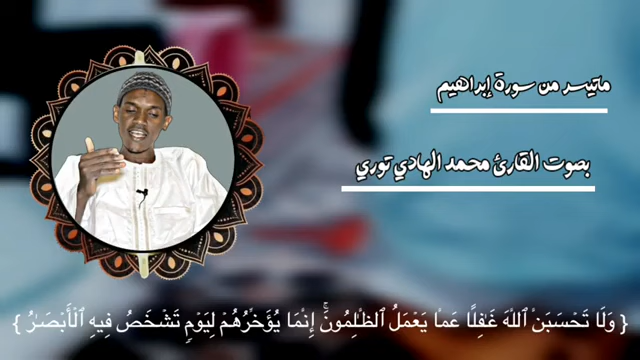 ماتيسر من سورة إبراهيم
بصوت القارئ محمد الهادي توري
{ وَلَا تَحْسَبَنَّ ٱللَّهَ غَٰفِلًا عَمَّا يَعْمَلُ ٱلظَّٰلِمُونَۚ إِنَّمَا يُؤَخِّرُهُمْ لِيَوْمٍ تَشْخَصُ فِيهِ ٱلْأَبْصَٰرُ }